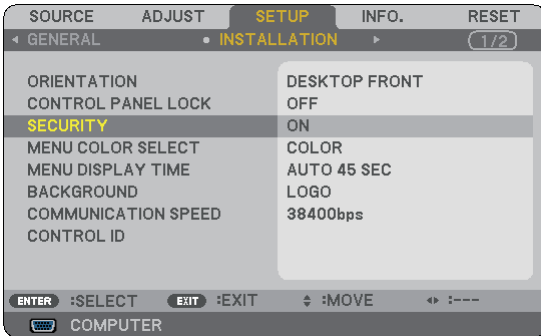 SOURCE ADJUST SETUP INFO. RESET
◀ GENERAL ● INSTALLATION ▶ (1/2)
ORIENTATION DESKTOP FRONT
CONTROL PANEL LOCK OFF
SECURITY ON
MENU COLOR SELECT COLOR
MENU DISPLAY TIME AUTO 45 SEC
BACKGROUND LOGO
COMMUNICATION SPEED 38400bps
CONTROL ID
ENTER :SELECT EXIT :EXIT ▲▼ :MOVE ◀▶ :---
COMPUTER